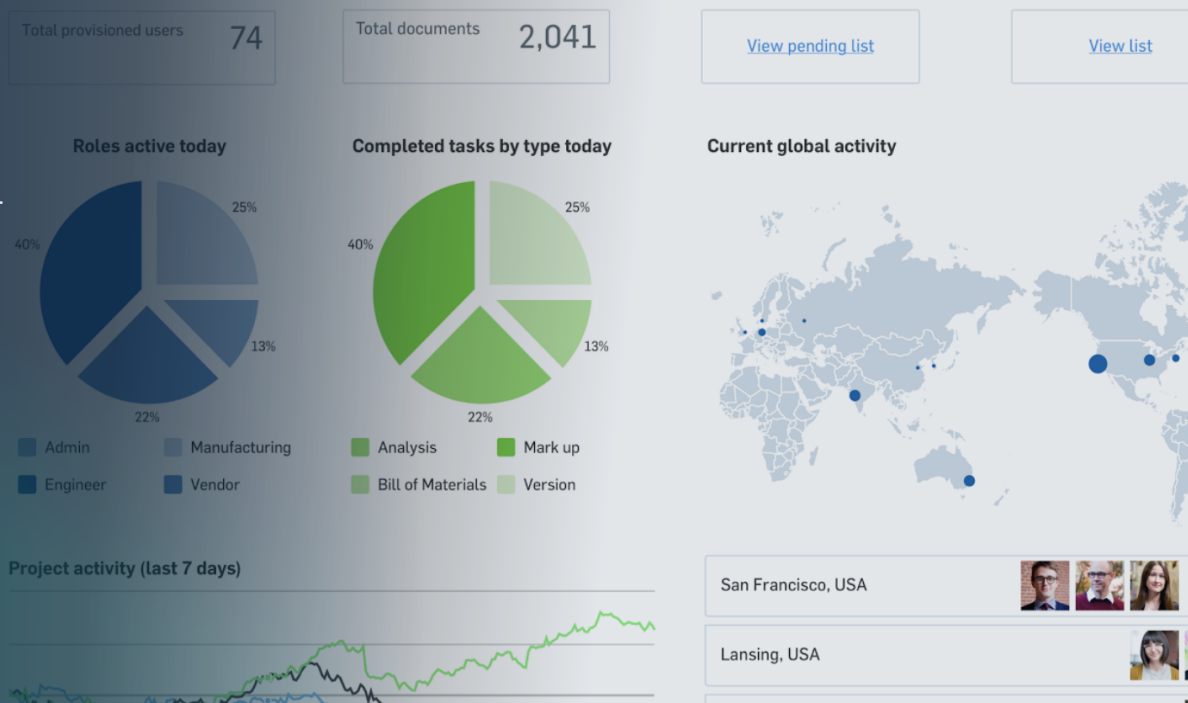 Total provisioned users
74
Total documents
2,041
View pending list
View list
Roles active today
Completed tasks by type today
Current global activity
25%
40%
13%
22%
25%
40%
13%
22%
Admin
Manufacturing
Engineer
Vendor
Analysis
Mark up
Bill of Materials
Version
Project activity (last 7 days)
San Francisco, USA
Lansing, USA